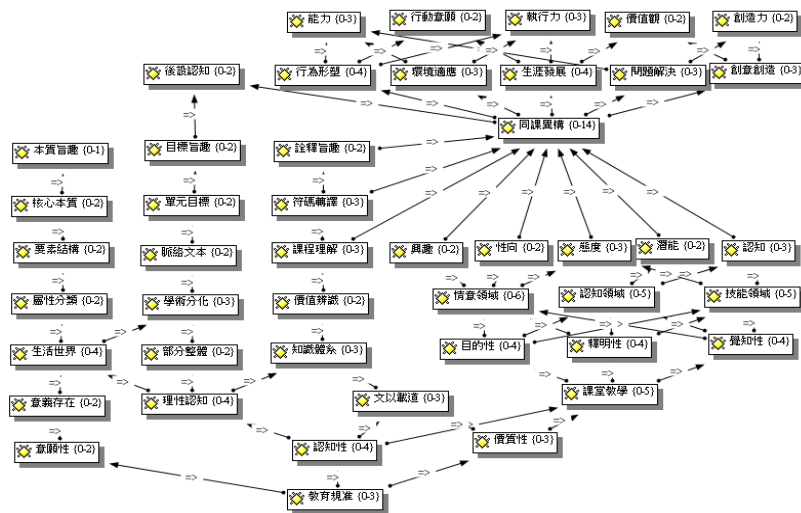 能力 {0-3}
行動意願 {0-2}
執行力 {0-3}
價值觀 {0-2}
創造力 {0-2}
後設認知 {0-2}
行為形塑 {0-4}
環境適應 {0-3}
生涯發展 {0-4}
問題解決 {0-3}
創意創造 {0-3}
同課異構 {0-14}
本質旨趣 {0-1}
目標旨趣 {0-2}
詮釋旨趣 {0-2}
核心本質 {0-2}
單元目標 {0-2}
符碼轉譯 {0-3}
要素結構 {0-2}
脈絡文本 {0-2}
課程理解 {0-3}
興趣 {0-2}
性向 {0-2}
態度 {0-3}
潛能 {0-2}
認知 {0-3}
屬性分類 {0-2}
學術分化 {0-3}
價值辨識 {0-2}
情意領域 {0-6}
認知領域 {0-5}
技能領域 {0-5}
生活世界 {0-4}
部分整體 {0-2}
知識體系 {0-3}
目的性 {0-4}
釋明性 {0-4}
覺知性 {0-4}
意義存在 {0-2}
理性認知 {0-4}
文以載道 {0-3}
課堂教學 {0-5}
意願性 {0-2}
認知性 {0-4}
價質性 {0-3}
教育規准 {0-3}